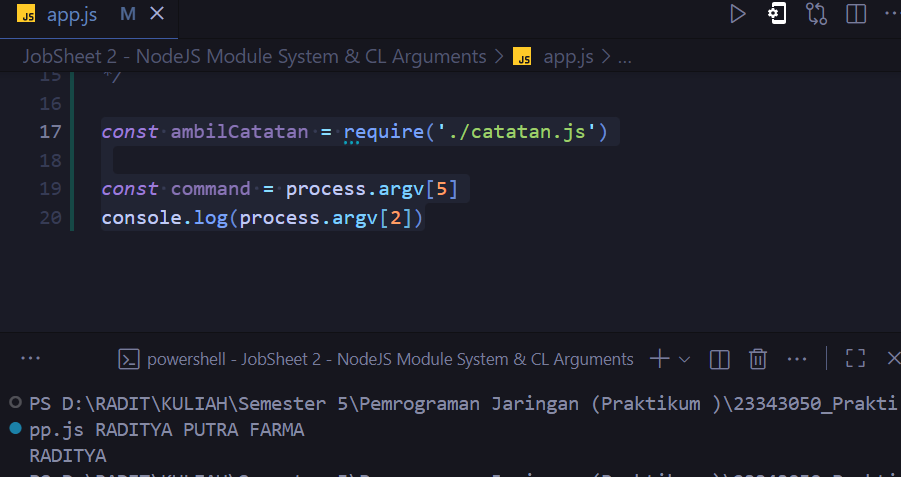 JS app.js M
JobSheet 2 - NodeJS Module System & CL Arguments > JS app.js > ...
15 */
16
17 const ambilCatatan = require('./catatan.js')
18
19 const command = process.argv[5]
20 console.log(process.argv[2])
... powershell - JobSheet 2 - NodeJS Module System & CL Arguments
PS D:\RADIT\KULIAH\Semester 5\Pemrograman Jaringan (Praktikum )\23343050_Prakti
pp.js RADITYA PUTRA FARMA
RADITYA